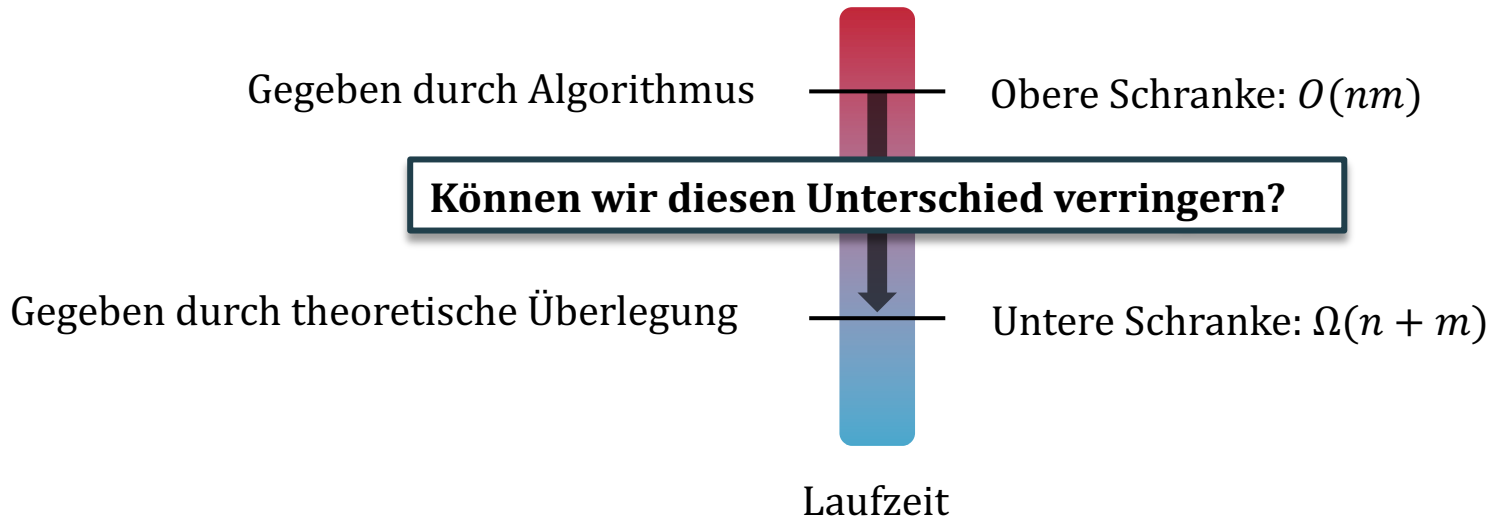 Gegeben durch Algorithmus
Obere Schranke: 𝑂(𝑛𝑚)
Können wir diesen Unterschied verringern?
Gegeben durch theoretische Überlegung
Untere Schranke: Ω(𝑛 + 𝑚)
Laufzeit